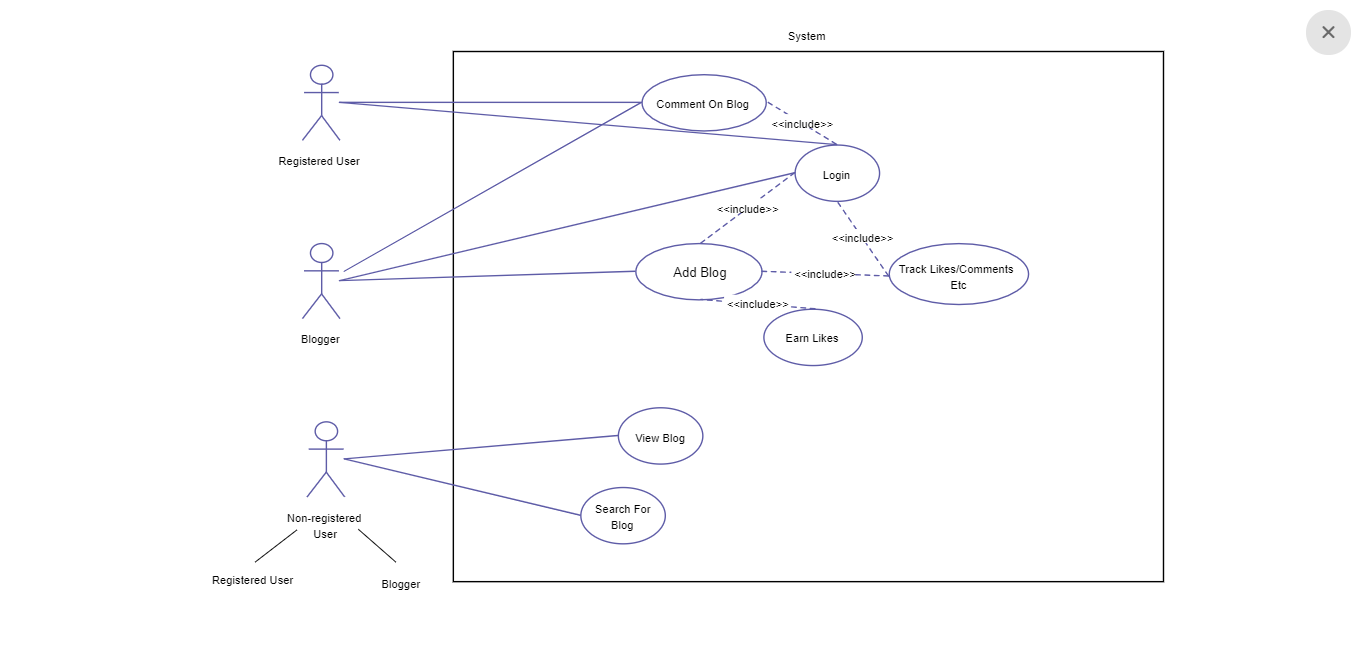 System
Comment On Blog
<<include>>
Registered User
Login
<<include>>
<<include>>
Add Blog
<<include>>
Track Likes/Comments
Etc
<<include>>
Earn Likes
Blogger
View Blog
Search For
Blog
Non-registered
User
Registered User
Blogger